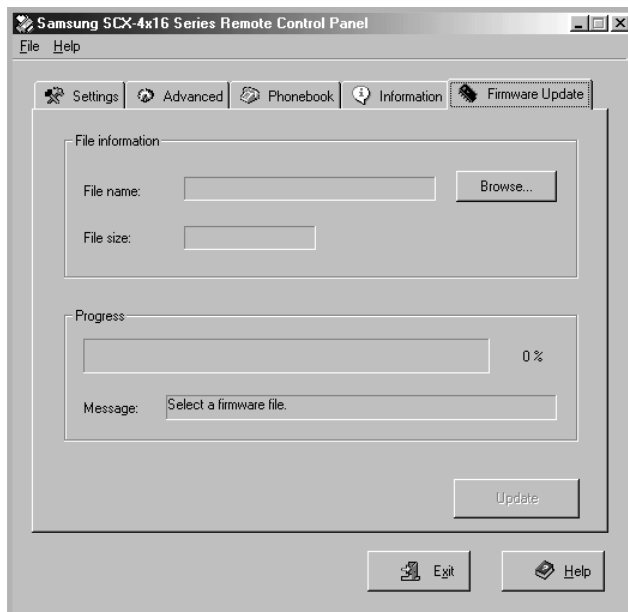 Samsung SCX-4x16 Series Remote Control Panel
File Help
Settings Advanced Phonebook Information Firmware Update
File information
File name: Browse...
File size:
Progress
0 %
Message: Select a firmware file.
Update
Exit Help